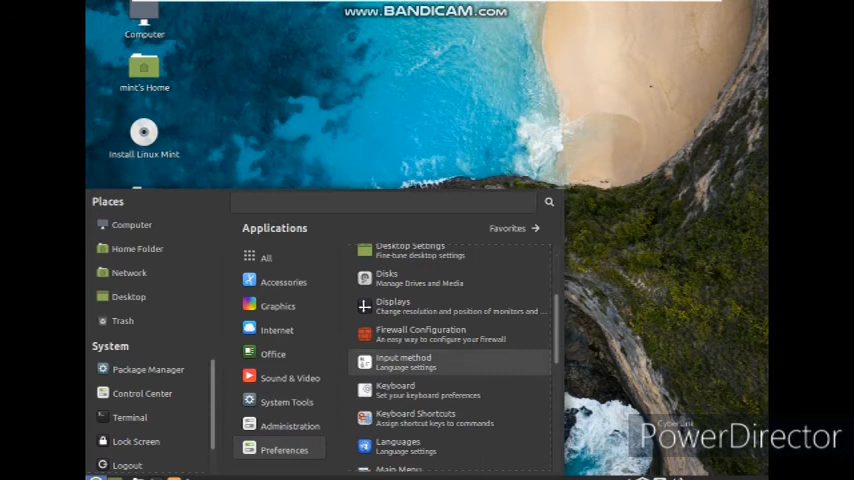 www.BANDICAM.com
Computer
mint's Home
Install Linux Mint
Places
Computer
Home Folder
Network
Desktop
Trash
System
Package Manager
Control Center
Terminal
Lock Screen
Logout
Applications
Favorites
All
Accessories
Graphics
Internet
Office
Sound & Video
System Tools
Administration
Preferences
Desktop Settings
Fine-tune desktop settings
Disks
Manage Drives and Media
Displays
Change resolution and position of monitors and ...
Firewall Configuration
An easy way to configure your firewall
Input method
Language settings
Keyboard
Set your keyboard preferences
Keyboard Shortcuts
Assign shortcut keys to commands
Languages
Language settings
Main Menu
CyberLink
PowerDirector